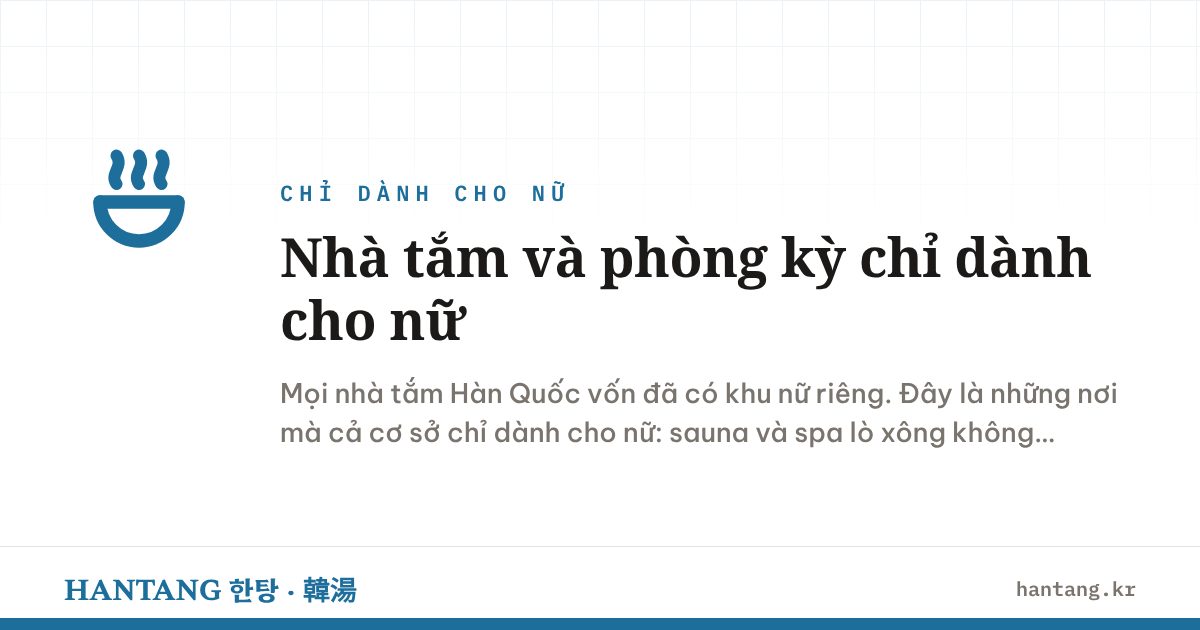 CHỈ DÀNH CHO NỮ
Nhà tắm và phòng kỳ chỉ dành
cho nữ
Mọi nhà tắm Hàn Quốc vốn đã có khu nữ riêng. Đây là những nơi
mà cả cơ sở chỉ dành cho nữ: sauna và spa lò xông không...
HANTANG 한탕 · 韓湯
hantang.kr